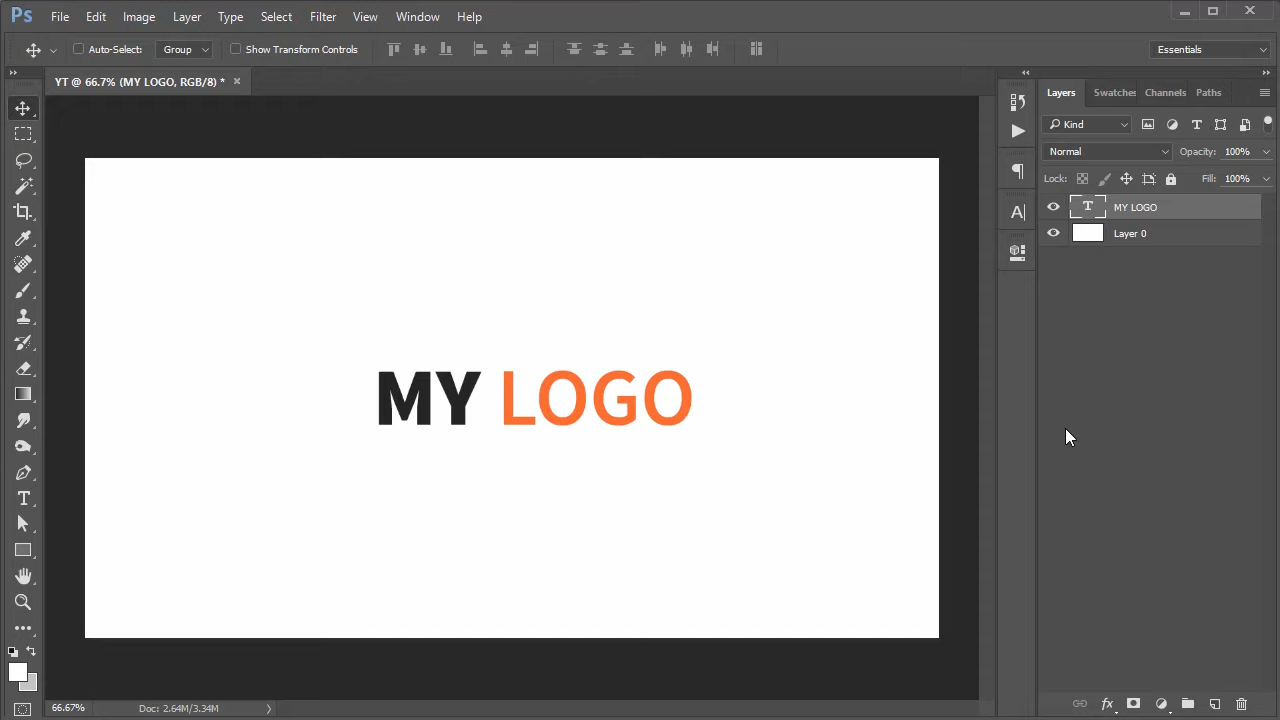 Ps File Edit Image Layer Type Select Filter View Window Help
Auto-Select: Group Show Transform Controls Essentials
YT @ 66.7% (MY LOGO, RGB/8) * ×
Layers Swatches Channels Paths
Kind
Normal Opacity: 100%
Lock: Fill: 100%
MY LOGO
Layer 0
MY LOGO
66.67% Doc: 2.64M/3.34M
fx